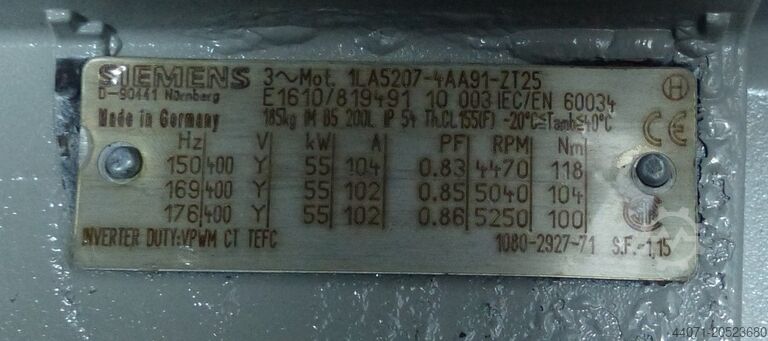 SIEMENS 3~Mot. 1LA5207-4AA91-ZT25
D-90441 Nürnberg E1610/819491 10 003 IEC/EN 60034
Made in Germany 185kg IM B5 200L IP 54 Th.Cl.155(F) -20°C≤Tamb≤40°C
Hz V kW A PF RPM Nm
150 400 Y 55 104 0.83 4470 118
169 400 Y 55 102 0.85 5040 104
176 400 Y 55 102 0.86 5250 100
INVERTER DUTY:VPWM CT TEFC 1080-2927-71 S.F.-1,15
H
CE
44071-20523680